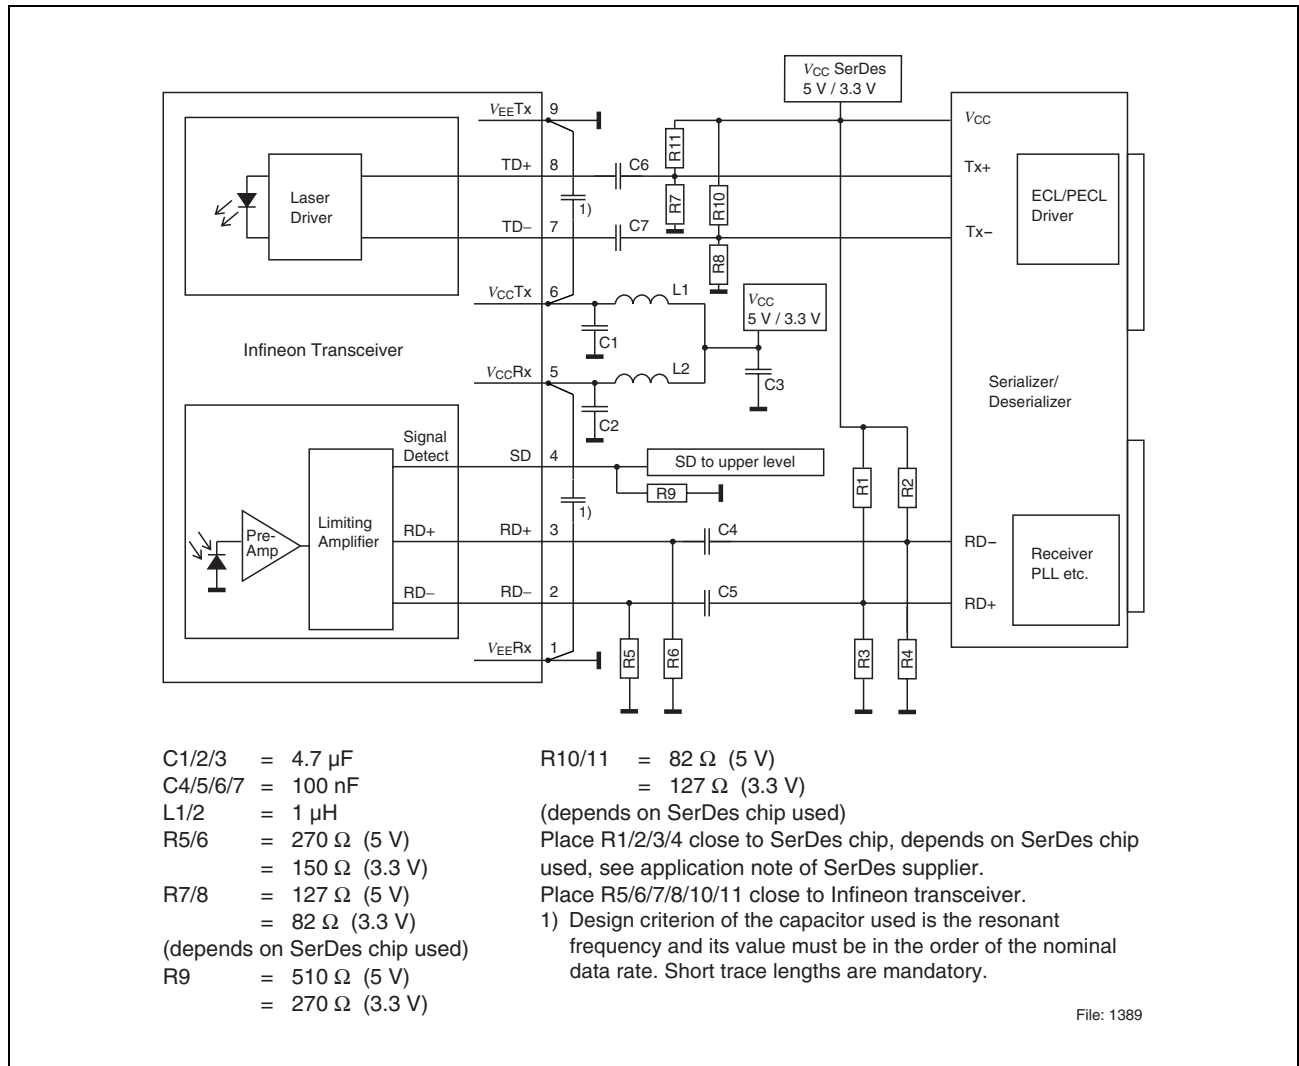 VCC SerDes
5 V / 3.3 V
VEETx 9
VCC
R11
TD+ 8
C6
Tx+
Laser
Driver
R7
R10
ECL/PECL
Driver
1)
TD− 7
C7
Tx−
R8
VCCTx 6
L1
VCC
5 V / 3.3 V
C1
Infineon Transceiver
VCCRx 5
L2
C3
Serializer/
Deserializer
C2
Signal
Detect
SD 4
SD to upper level
R9
R1
R2
1)
Pre-
Amp
Limiting
Amplifier
RD+
RD+ 3
C4
RD−
Receiver
PLL etc.
RD−
RD− 2
C5
RD+
VEERx 1
R5
R6
R3
R4
C1/2/3 = 4.7 µF
C4/5/6/7 = 100 nF
L1/2 = 1 µH
R5/6 = 270 Ω (5 V)
= 150 Ω (3.3 V)
R7/8 = 127 Ω (5 V)
= 82 Ω (3.3 V)
(depends on SerDes chip used)
R9 = 510 Ω (5 V)
= 270 Ω (3.3 V)
R10/11 = 82 Ω (5 V)
= 127 Ω (3.3 V)
(depends on SerDes chip used)
Place R1/2/3/4 close to SerDes chip, depends on SerDes chip
used, see application note of SerDes supplier.
Place R5/6/7/8/10/11 close to Infineon transceiver.
1) Design criterion of the capacitor used is the resonant
frequency and its value must be in the order of the nominal
data rate. Short trace lengths are mandatory.
File: 1389